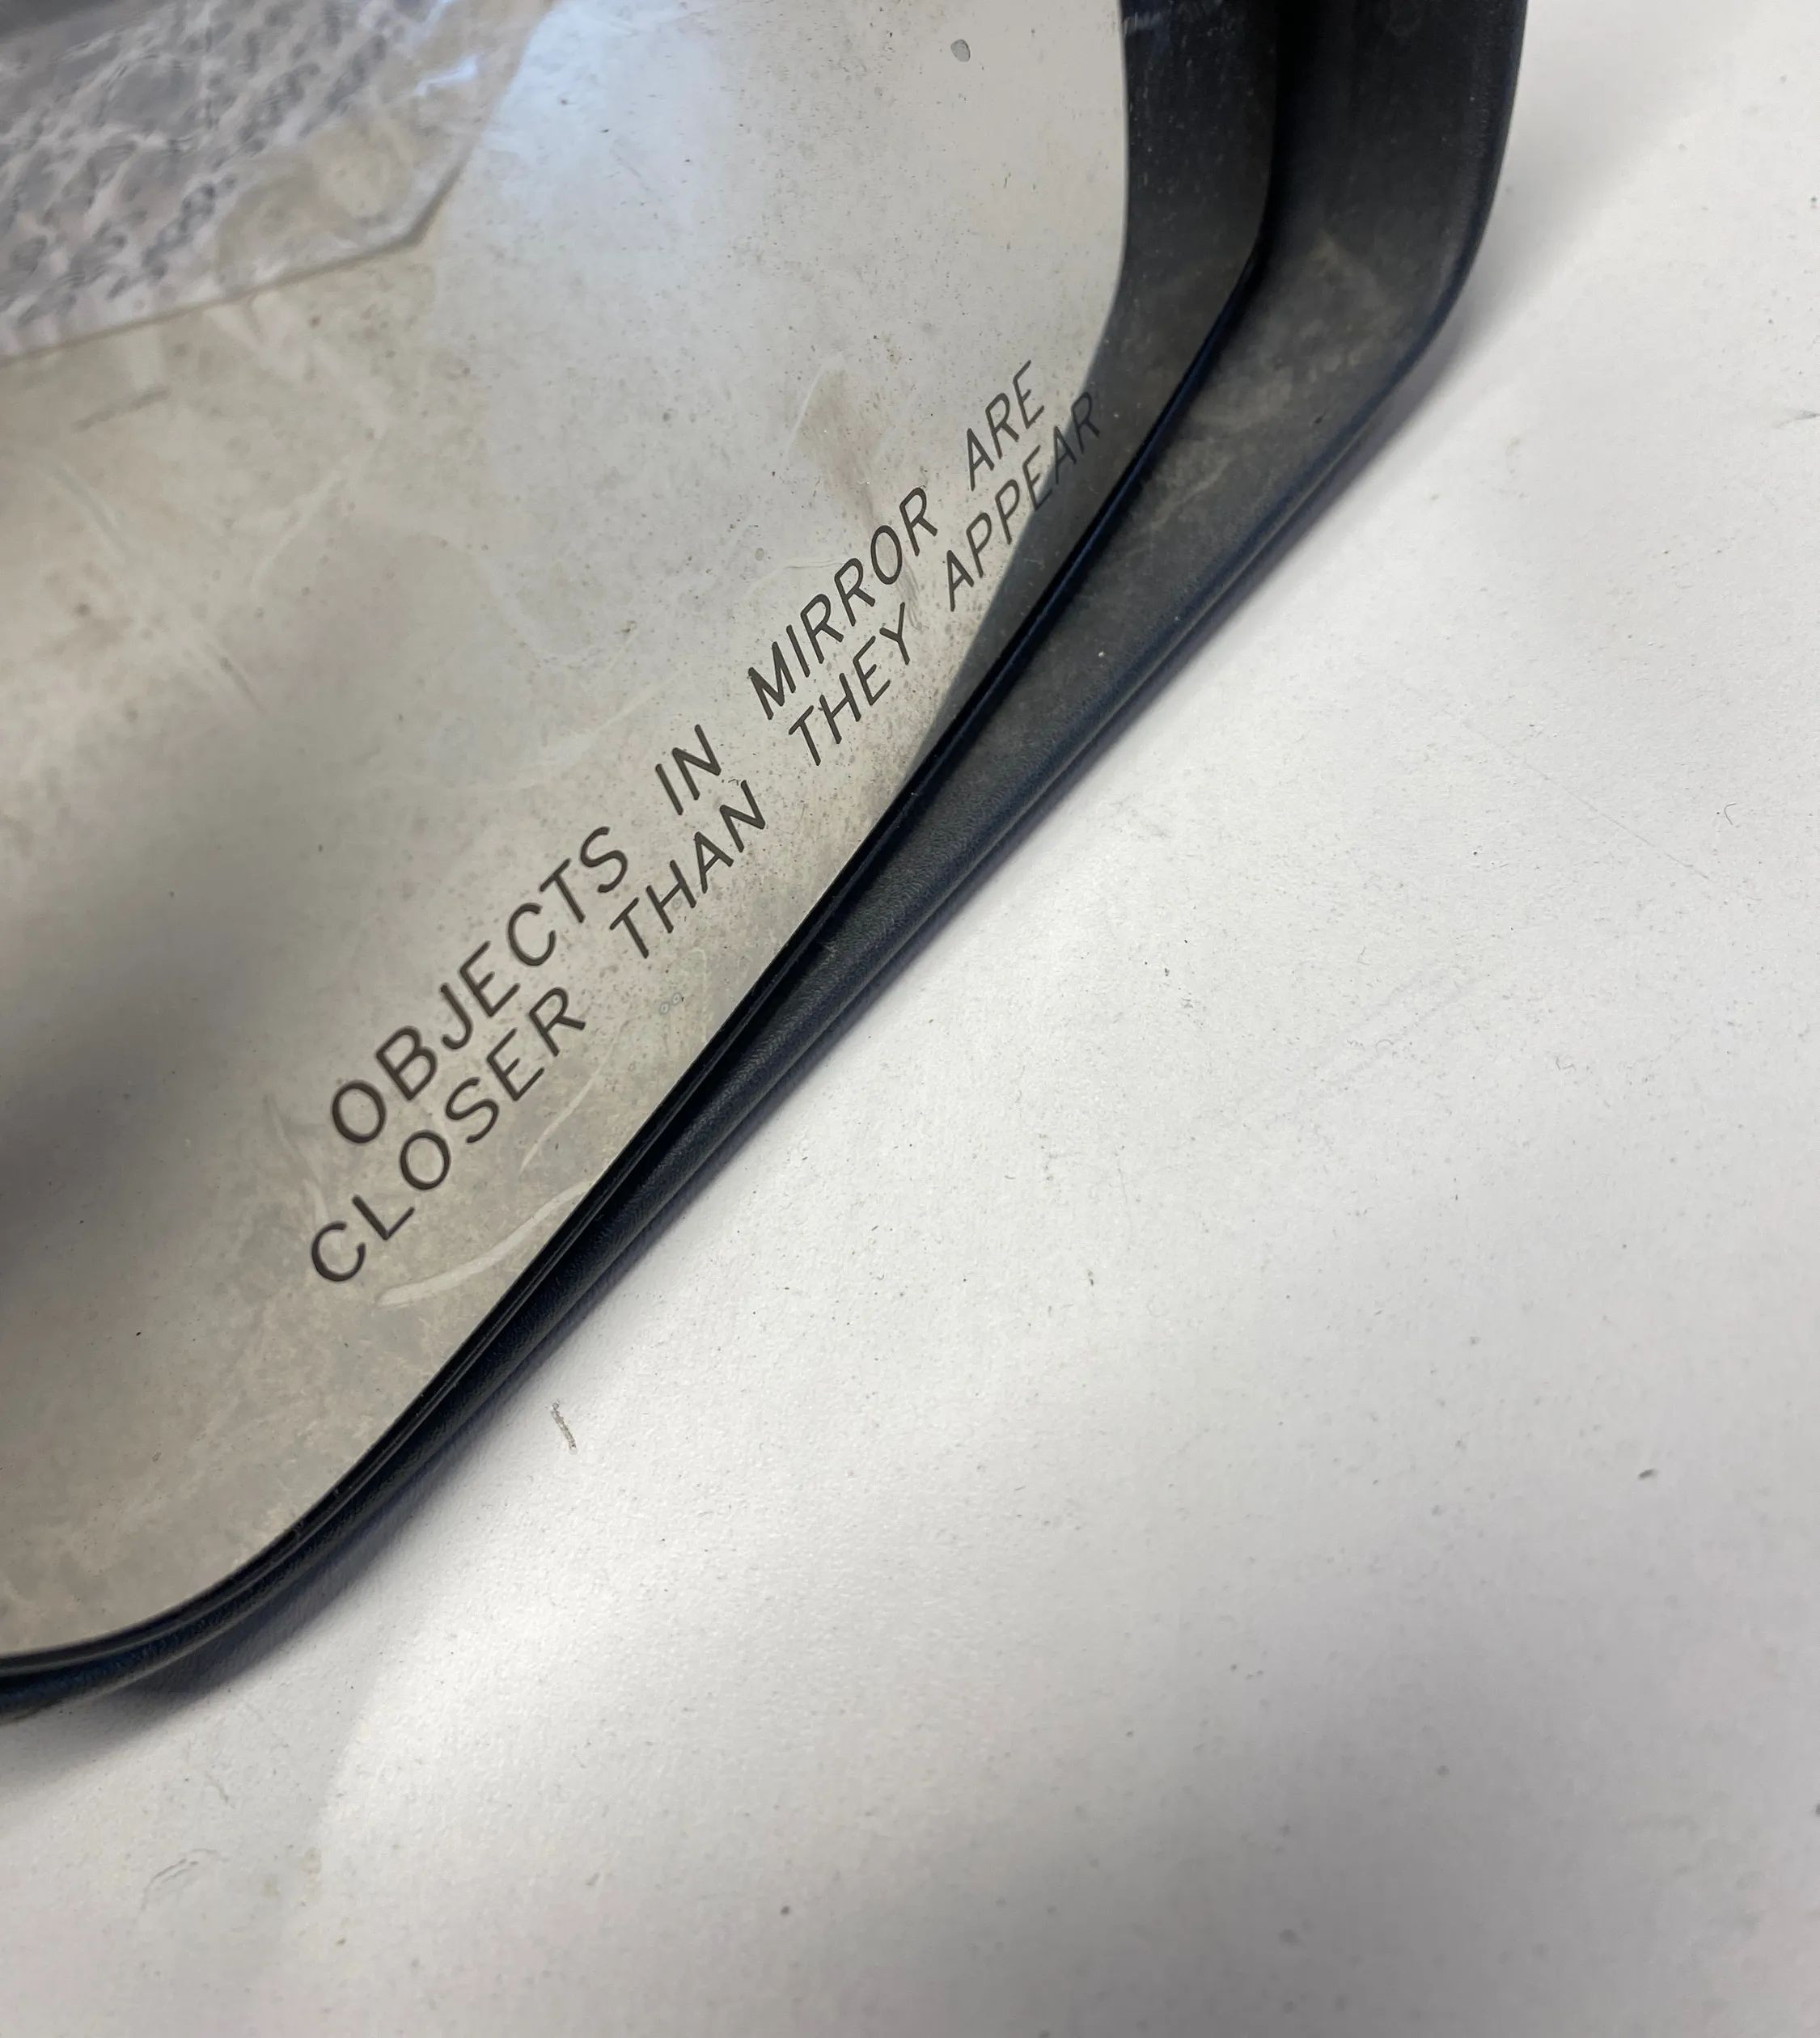 OBJECTS IN MIRROR ARE
CLOSER THAN THEY APPEAR